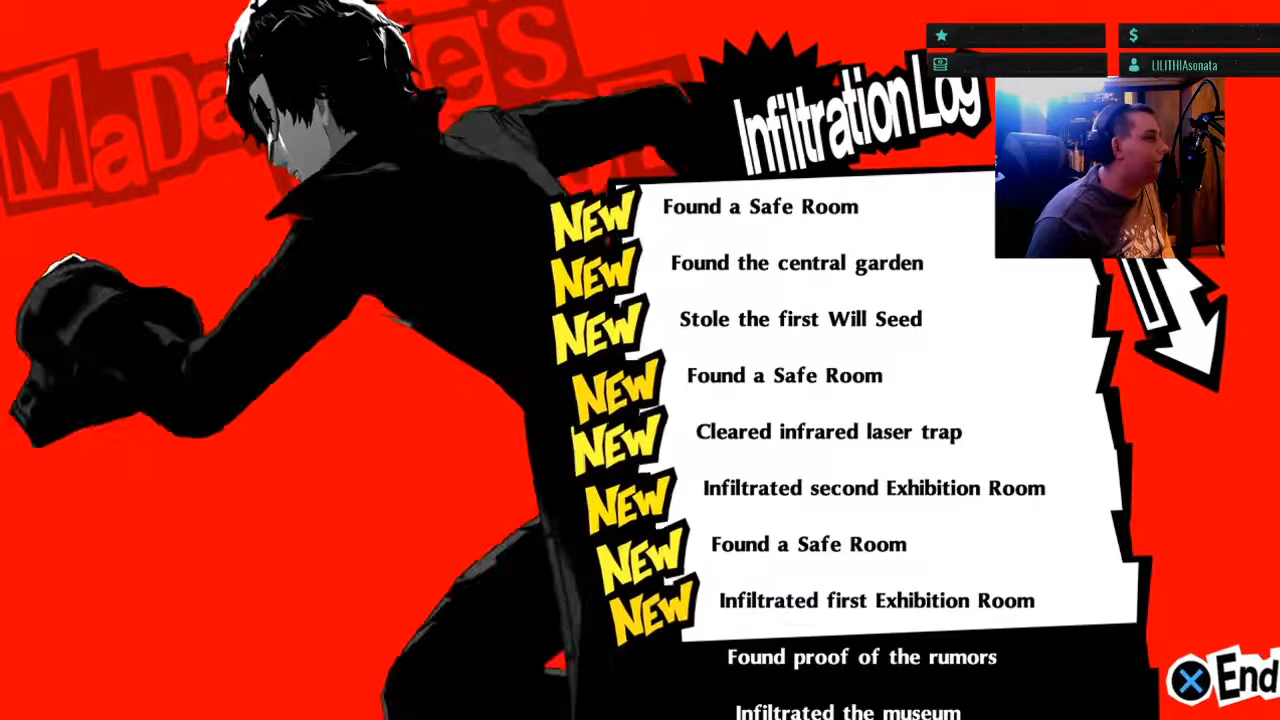 MaDa
e's
Infiltration Log
$
LILITHIAsonata
NEW Found a Safe Room
NEW Found the central garden
NEW Stole the first Will Seed
NEW Found a Safe Room
NEW Cleared infrared laser trap
NEW Infiltrated second Exhibition Room
NEW Found a Safe Room
NEW Infiltrated first Exhibition Room
Found proof of the rumors
Infiltrated the museum
End